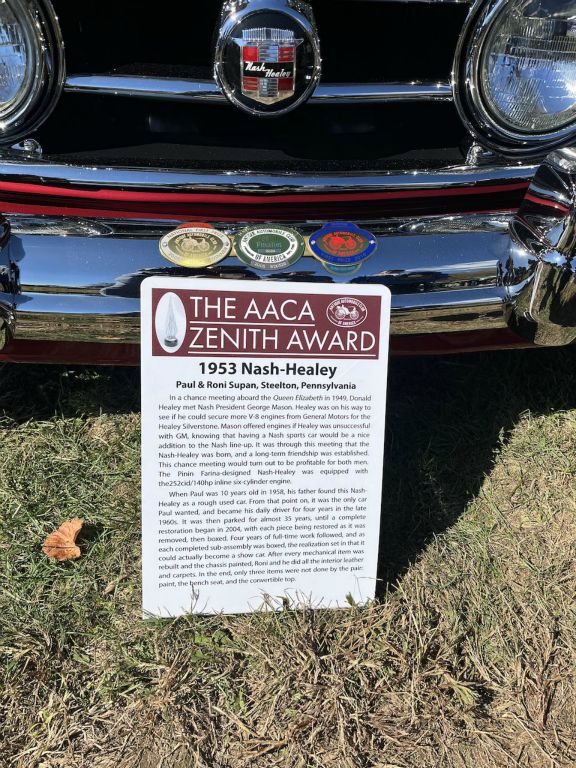 Nash Healey
OF AMERICA
THE AACA
ZENITH AWARD
1953 Nash-Healey
Paul & Roni Supan, Steelton, Pennsylvania
In a chance meeting aboard the Queen Elizabeth in 1949, Donald
Healey met Nash President George Mason. Healey was on his way to
see if he could secure more V-8 engines from General Motors for the
Healey Silverstone. Mason offered engines if Healey was unsuccessful
with GM, knowing that having a Nash sports car would be a nice
addition to the Nash line-up. It was through this meeting that the
Nash-Healey was born, and a long-term friendship was established.
This chance meeting would turn out to be profitable for both men.
The Pinin Farina-designed Nash-Healey was equipped with
the252cid/140hp inline six-cylinder engine.
When Paul was 10 years old in 1958, his father found this Nash-
Healey as a rough used car. From that point on, it was the only car
Paul wanted, and became his daily driver for four years in the late
1960s. It was then parked for almost 35 years, until a complete
restoration began in 2004, with each piece being restored as it was
removed, then boxed. Four years of full-time work followed, and as
each completed sub-assembly was boxed, the realization set in that it
could actually become a show car. After every mechanical item was
rebuilt and the chassis painted, Roni and he did all the interior leather
and carpets. In the end, only three items were not done by the pair:
paint, the bench seat, and the convertible top.